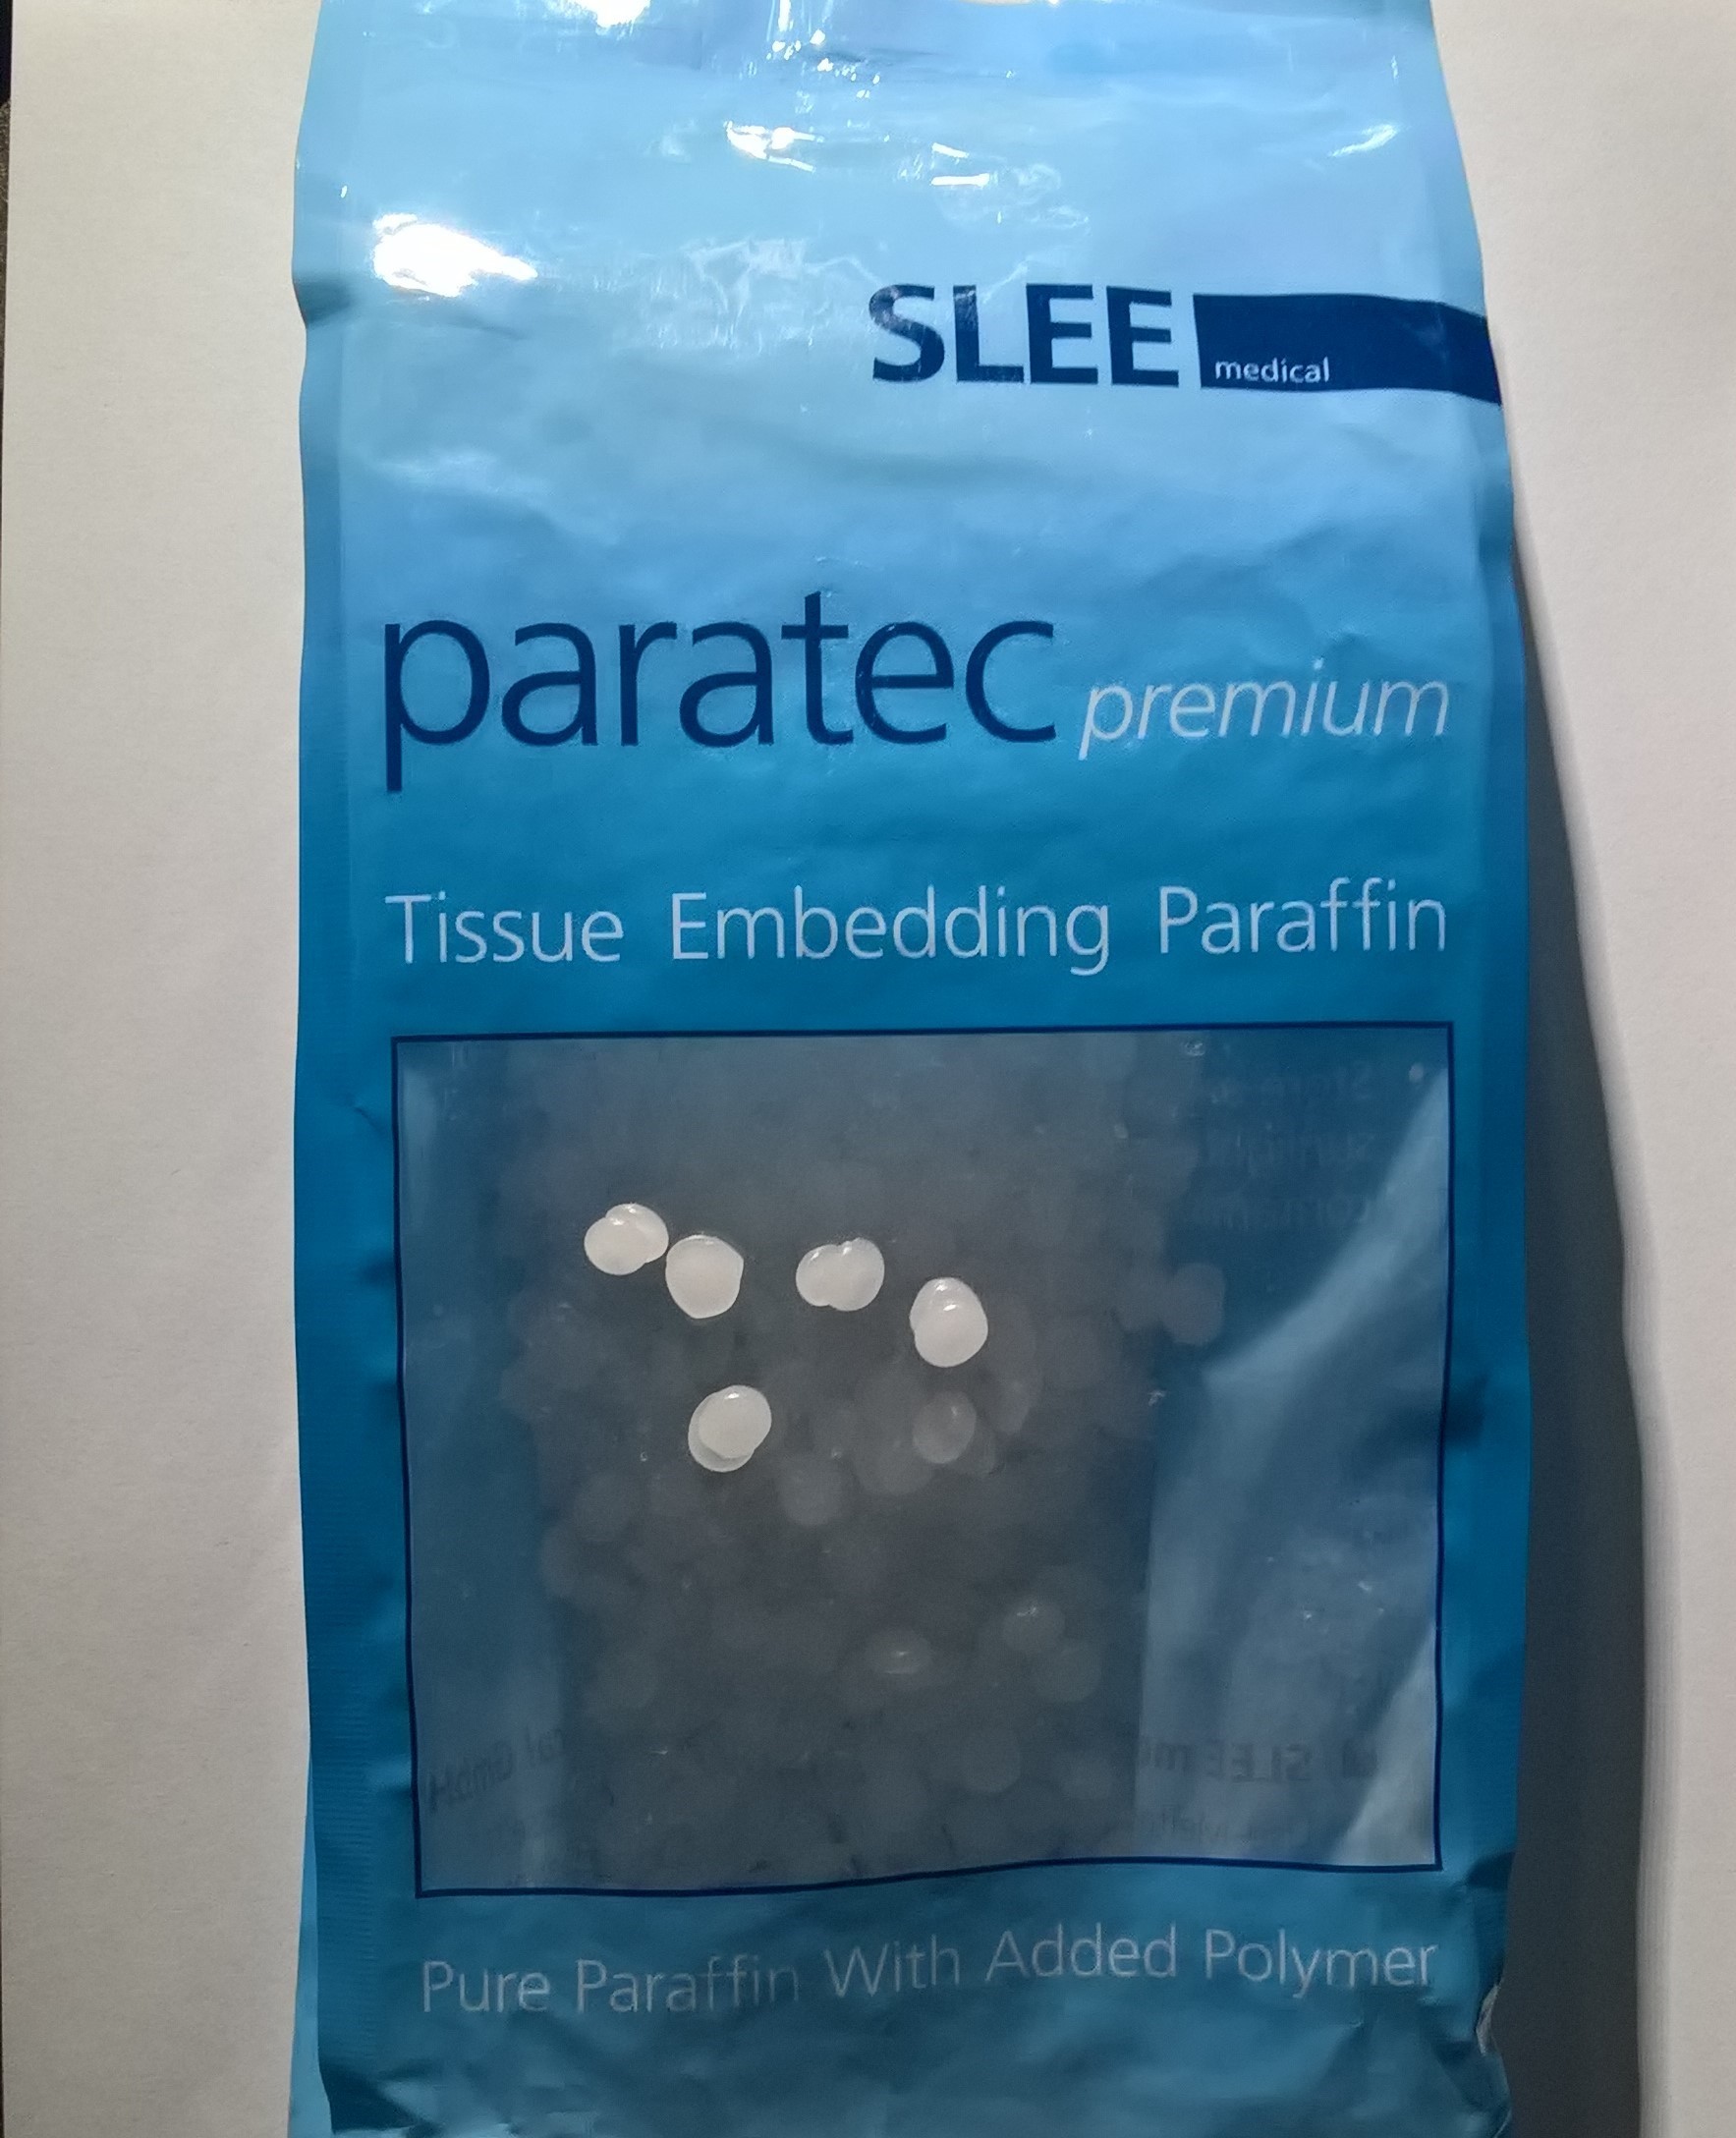 SLEE medical
paratec premium
Tissue Embedding Paraffin
Pure Paraffin With Added Polymer